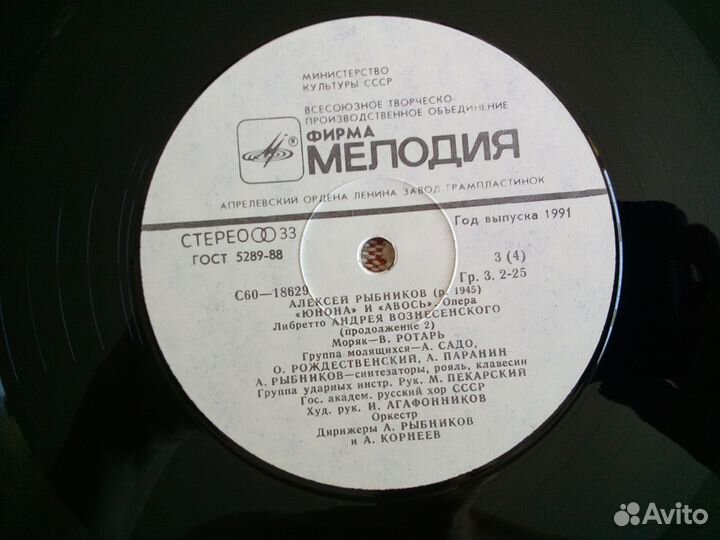 МИНИСТЕРСТВО
КУЛЬТУРЫ СССР
ВСЕСОЮЗНОЕ ТВОРЧЕСКО-
ПРОИЗВОДСТВЕННОЕ ОБЪЕДИНЕНИЕ
®
ФИРМА
МЕЛОДИЯ
АПРЕЛЕВСКИЙ ОРДЕНА ЛЕНИНА ЗАВОД ГРАМПЛАСТИНОК
СТЕРЕО 33
Год выпуска 1991
ГОСТ 5289-88
3 (4)
С60—18629
Гр. 3. 2-25
АЛЕКСЕЙ РЫБНИКОВ (р. 1945)
«ЮНОНА» И «АВОСЬ». Опера
Либретто АНДРЕЯ ВОЗНЕСЕНСКОГО
(продолжение 2)
Моряк—В. РОТАРЬ
Группа молящихся—А. САДО,
О. РОЖДЕСТВЕНСКИЙ, А. ПАРАНИН
А. РЫБНИКОВ—синтезаторы, рояль, клавесин
Группа ударных инстр. Рук. М. ПЕКАРСКИЙ
Гос. академ. русский хор СССР
Худ. рук. И. АГАФОННИКОВ
Оркестр
Дирижеры А. РЫБНИКОВ
и А. КОРНЕЕВ
Avito